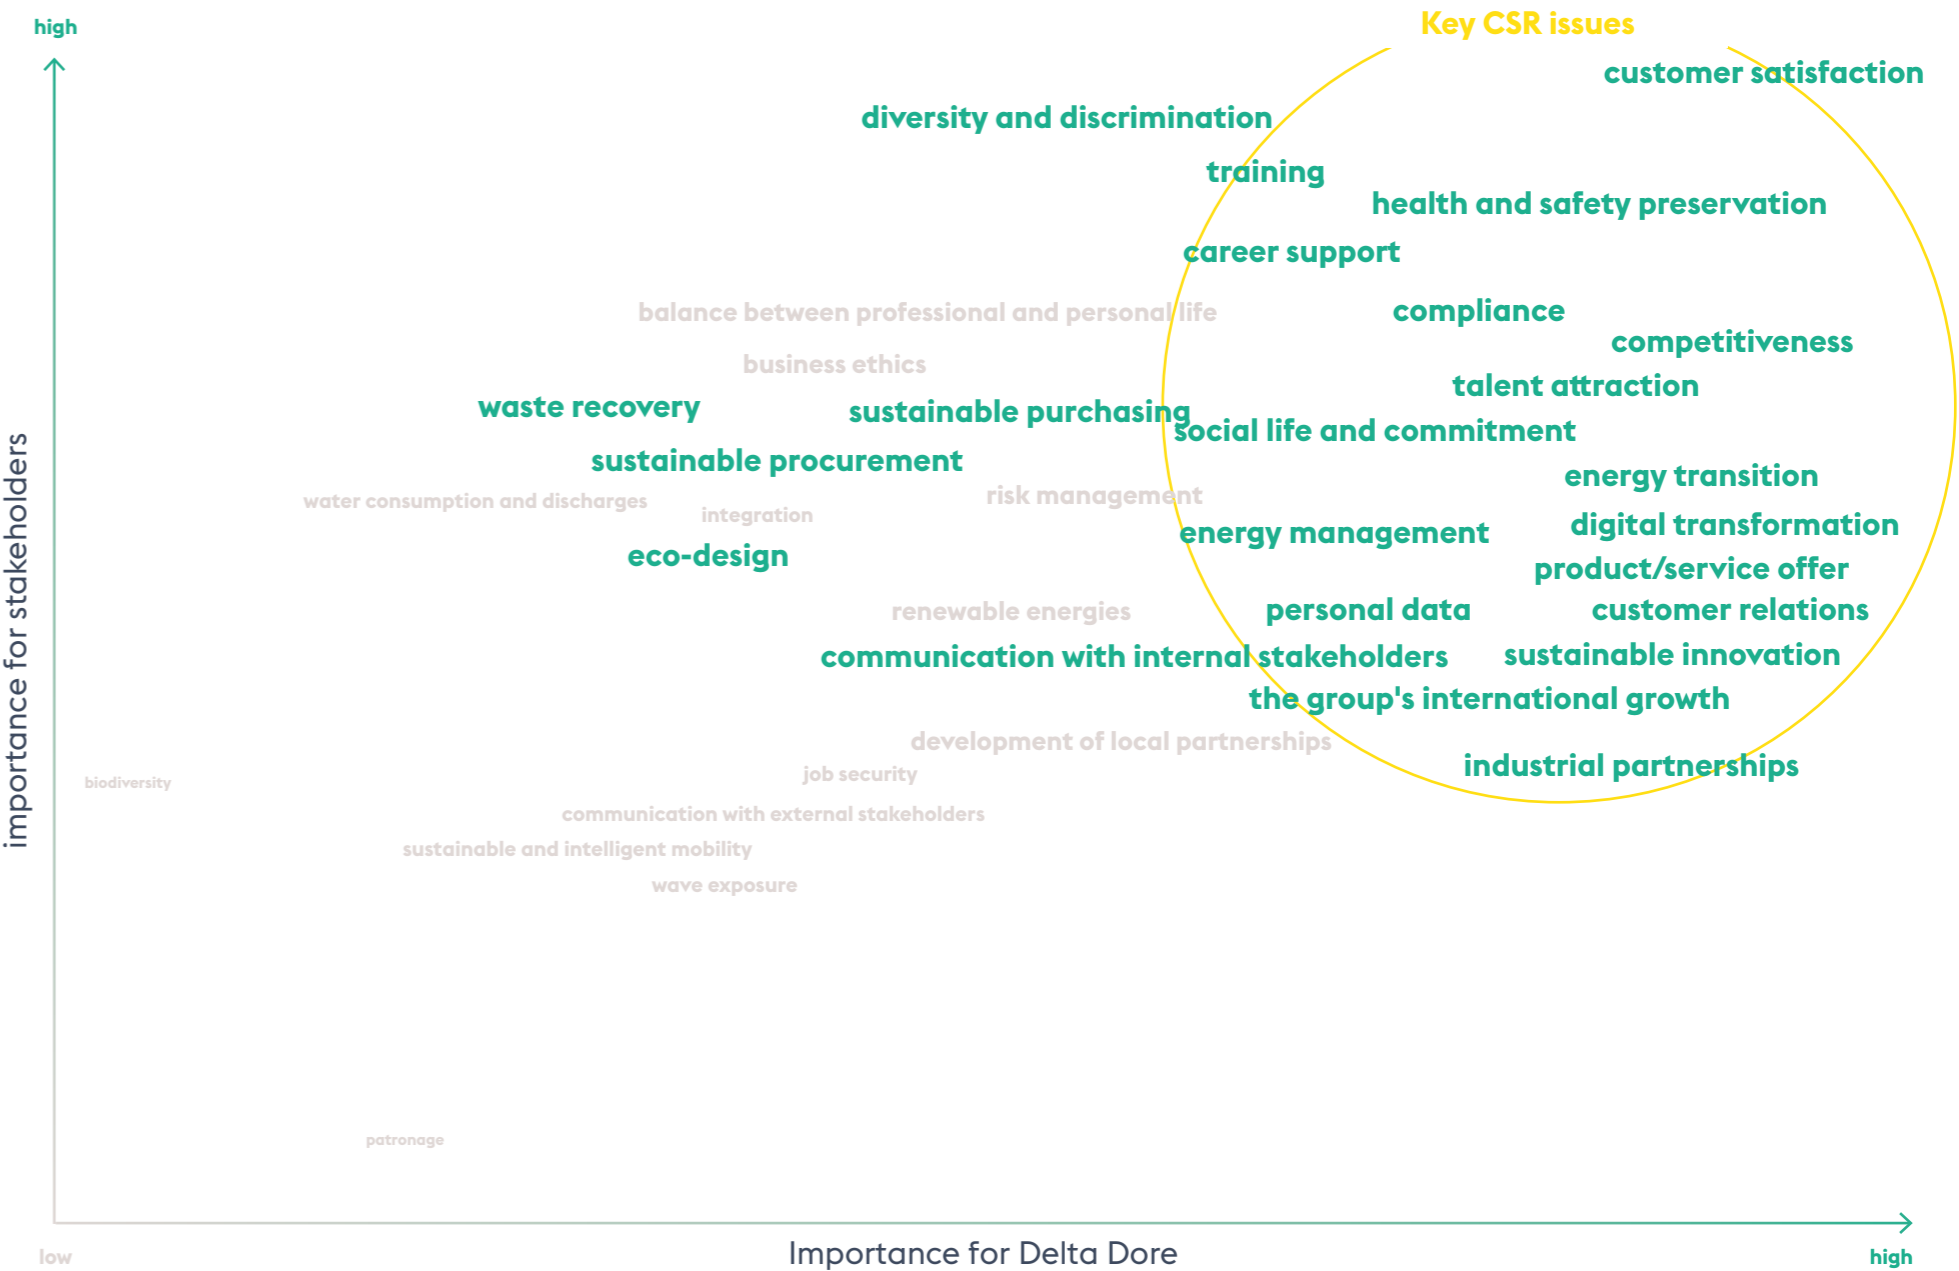 high
Key CSR issues
customer satisfaction
diversity and discrimination
training
health and safety preservation
career support
balance between professional and personal life
compliance
competitiveness
business ethics
talent attraction
waste recovery
sustainable purchasing
social life and commitment
sustainable procurement
energy transition
water consumption and discharges
risk management
integration
digital transformation
energy management
eco-design
product/service offer
renewable energies
personal data
customer relations
communication with internal stakeholders
sustainable innovation
the group's international growth
development of local partnerships
industrial partnerships
job security
biodiversity
communication with external stakeholders
sustainable and intelligent mobility
wave exposure
patronage
importance for stakeholders
low
Importance for Delta Dore
high